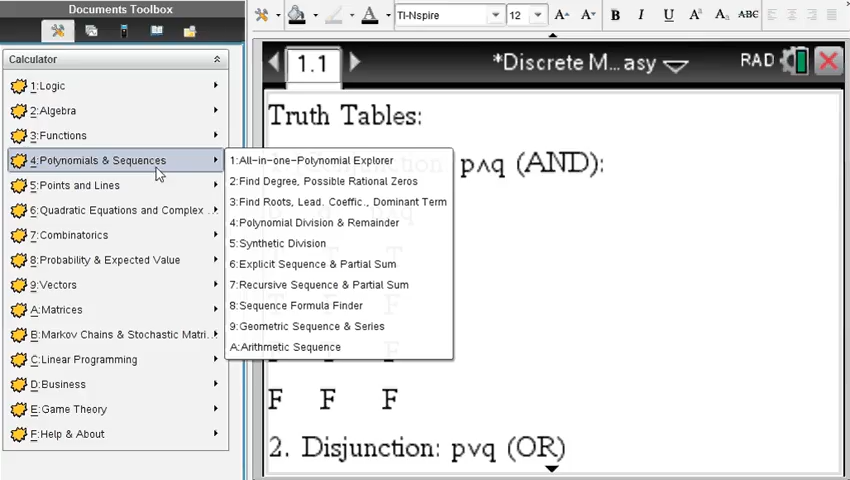 Documents Toolbox
TI-Nspire
12
B I U A A ABC
Calculator
1:Logic
2:Algebra
3:Functions
4:Polynomials & Sequences
5:Points and Lines
6:Quadratic Equations and Complex ...
7:Combinatorics
8:Probability & Expected Value
9:Vectors
A:Matrices
B:Markov Chains & Stochastic Matri...
C:Linear Programming
D:Business
E:Game Theory
F:Help & About
1:All-in-one-Polynomial Explorer
2:Find Degree, Possible Rational Zeros
3:Find Roots, Lead. Coeffic., Dominant Term
4:Polynomial Division & Remainder
5:Synthetic Division
6:Explicit Sequence & Partial Sum
7:Recursive Sequence & Partial Sum
8:Sequence Formula Finder
9:Geometric Sequence & Series
A:Arithmetic Sequence
1.1
*Discrete M...asy
RAD
Truth Tables:
p∧q (AND):
F F F
2. Disjunction: p∨q (OR)